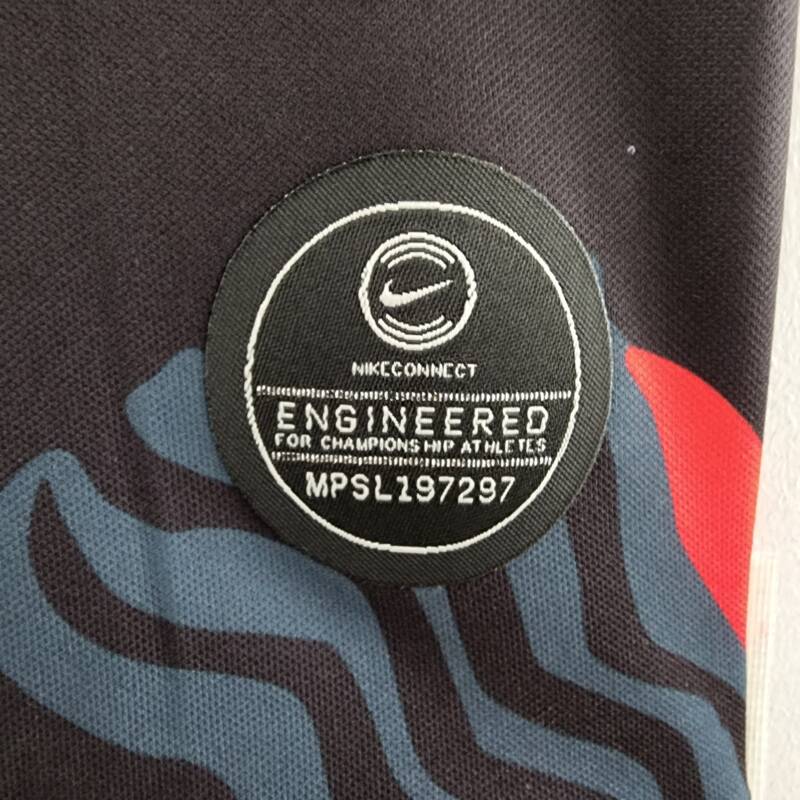 NIKECONNECT
ENGINEERED
FOR CHAMPIONSHIP ATHLETES
MPSL197297